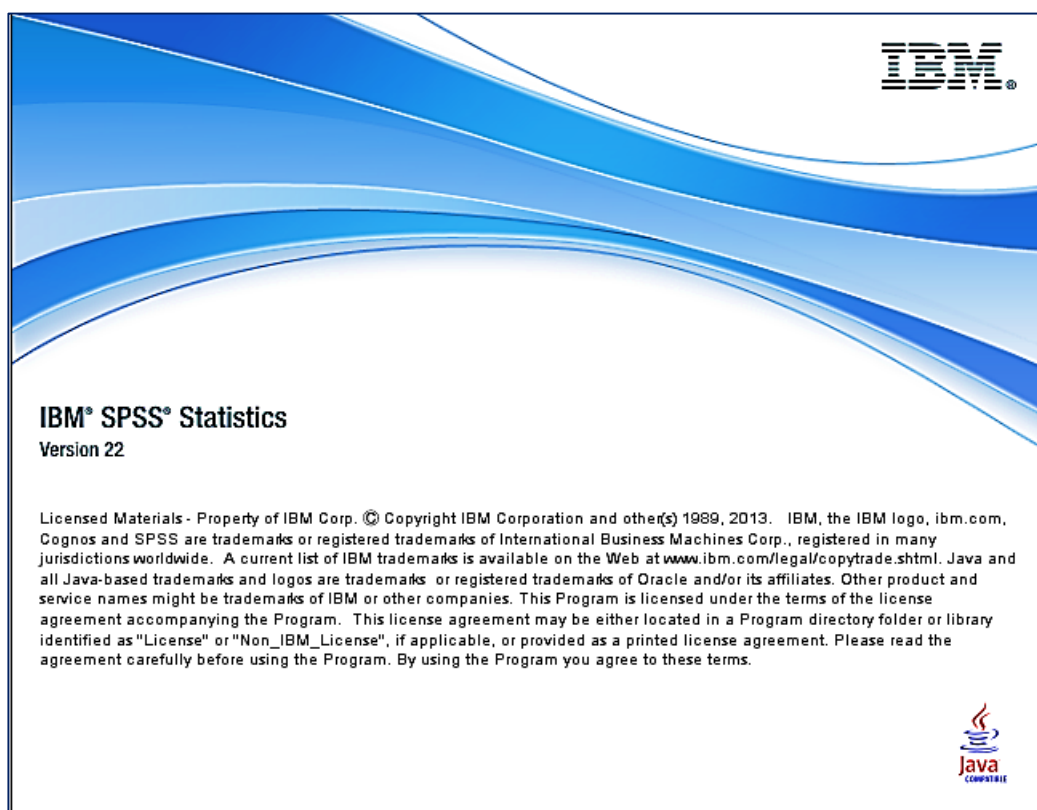 IBM®
IBM® SPSS® Statistics
Version 22
Licensed Materials - Property of IBM Corp. © Copyright IBM Corporation and other(s) 1989, 2013. IBM, the IBM logo, ibm.com,
Cognos and SPSS are trademarks or registered trademarks of International Business Machines Corp., registered in many
jurisdictions worldwide. A current list of IBM trademarks is available on the Web at www.ibm.com/legal/copytrade.shtml. Java and
all Java-based trademarks and logos are trademarks or registered trademarks of Oracle and/or its affiliates. Other product and
service names might be trademarks of IBM or other companies. This Program is licensed under the terms of the license
agreement accompanying the Program. This license agreement may be either located in a Program directory folder or library
identified as "License" or "Non_IBM_License", if applicable, or provided as a printed license agreement. Please read the
agreement carefully before using the Program. By using the Program you agree to these terms.
Java
COMPATIBLE